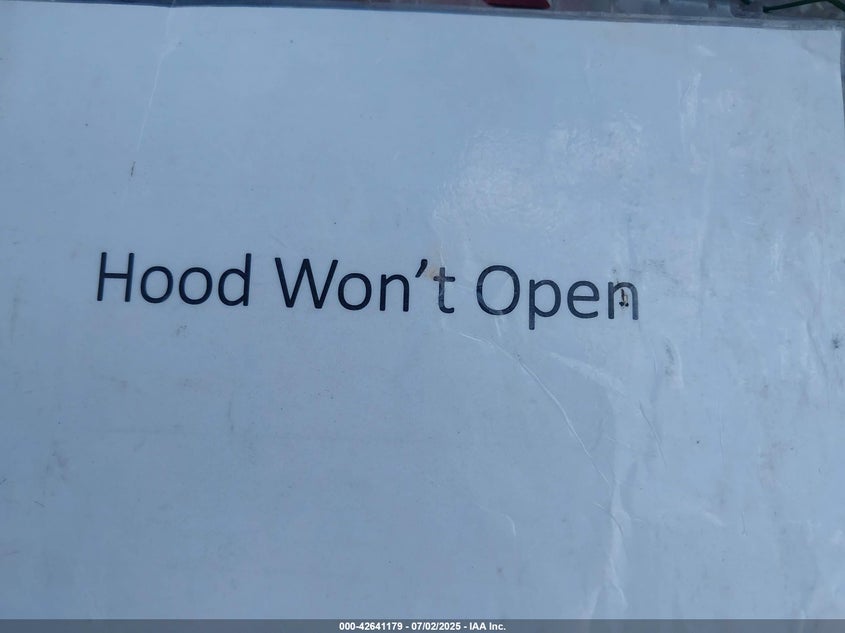 Hood Won’t Open
000-42641179 - 07/02/2025 - IAA Inc.